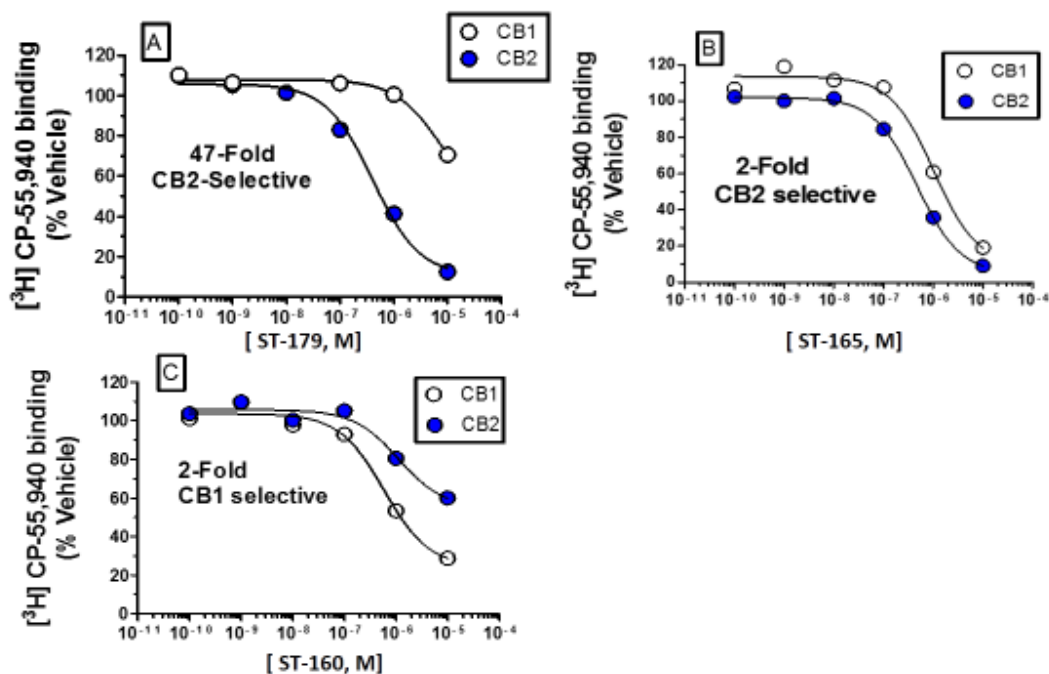 A
CB1
CB2
[³H] CP-55,940 binding
(% Vehicle)
120
100
80
60
40
20
0
47-Fold
CB2-Selective
10⁻¹¹ 10⁻¹⁰ 10⁻⁹ 10⁻⁸ 10⁻⁷ 10⁻⁶ 10⁻⁵ 10⁻⁴
[ ST-179, M]
B
CB1
CB2
[³H] CP-55,940 binding
(% Vehicle)
120
100
80
60
40
20
0
2-Fold
CB2 selective
10⁻¹¹ 10⁻¹⁰ 10⁻⁹ 10⁻⁸ 10⁻⁷ 10⁻⁶ 10⁻⁵ 10⁻⁴
[ ST-165, M]
C
CB1
CB2
[³H] CP-55,940 binding
(% Vehicle)
120
100
80
60
40
20
0
2-Fold
CB1 selective
10⁻¹¹ 10⁻¹⁰ 10⁻⁹ 10⁻⁸ 10⁻⁷ 10⁻⁶ 10⁻⁵ 10⁻⁴
[ ST-160, M]